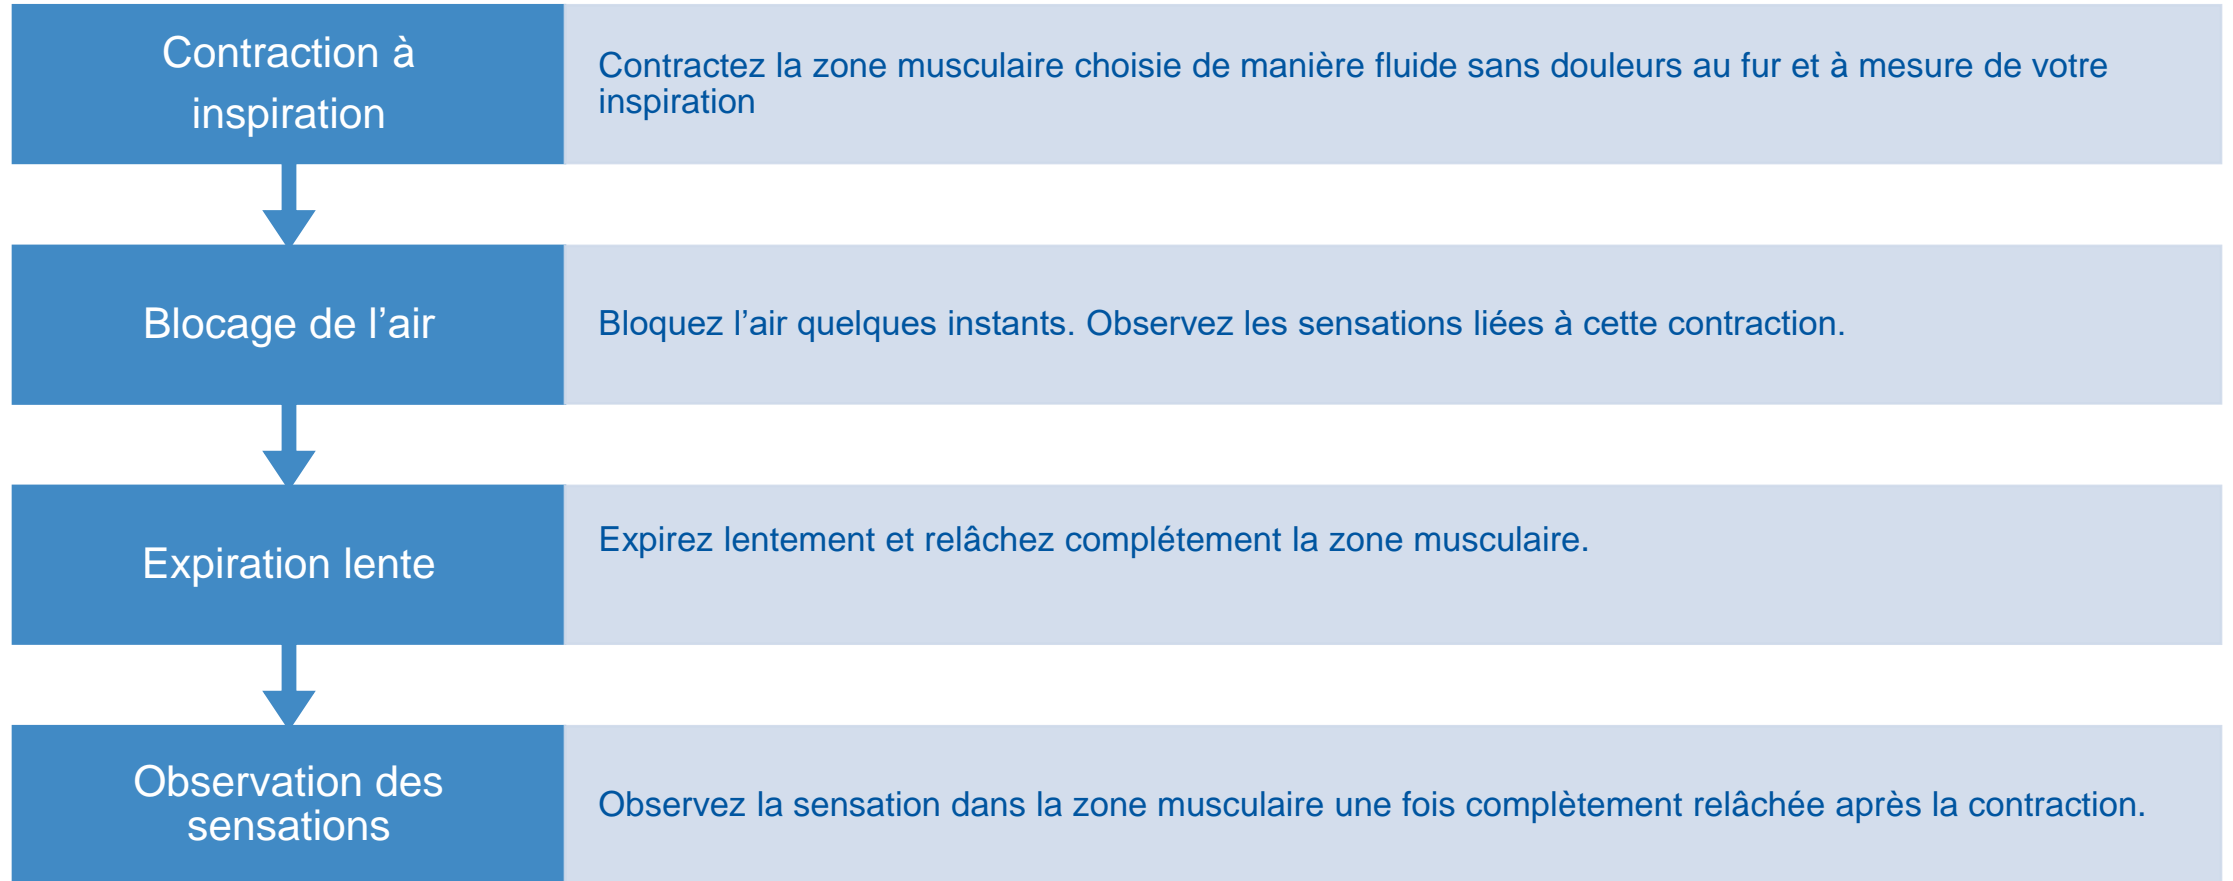 Contraction à
inspiration
Contractez la zone musculaire choisie de manière fluide sans douleurs au fur et à mesure de votre
inspiration
Blocage de l’air
Bloquez l’air quelques instants. Observez les sensations liées à cette contraction.
Expiration lente
Expirez lentement et relâchez complétement la zone musculaire.
Observation des
sensations
Observez la sensation dans la zone musculaire une fois complètement relâchée après la contraction.